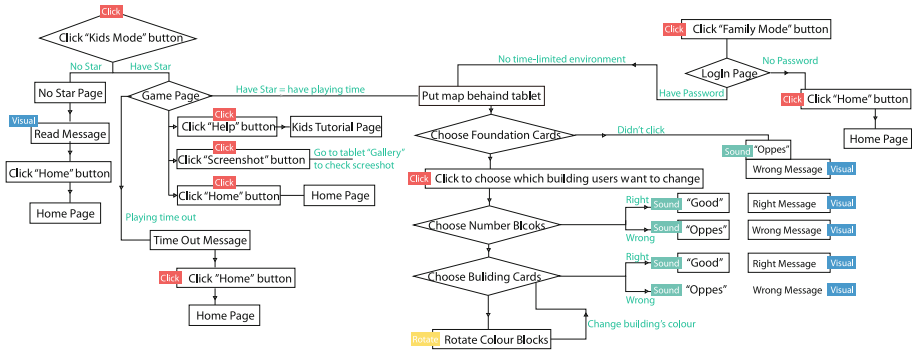 Click
Click "Kids Mode" button
No Star
Have Star
No Star Page
Visual
Read Message
Click "Home" button
Home Page
Game Page
Have Star = have playing time
Click
Click "Help" button
Kids Tutorial Page
Click
Click "Screenshot" button
Go to tablet "Gallery"
to check screeshot
Click
Click "Home" button
Home Page
Playing time out
Time Out Message
Click
Click "Home" button
Home Page
Click
Click "Family Mode" button
LogIn Page
No Password
Have Password
No time-limited environment
Click
Click "Home" button
Home Page
Put map behaind tablet
Choose Foundation Cards
Didn't click
Sound
"Oppes"
Wrong Message
Visual
Click
Click to choose which building users want to change
Choose Number Blcoks
Right
Sound
"Good"
Right Message
Visual
Wrong
Sound
"Oppes"
Wrong Message
Visual
Choose Buliding Cards
Right
Sound
"Good"
Right Message
Visual
Wrong
Sound
"Oppes"
Wrong Message
Visual
Change building's colour
Rotate
Rotate Colour Blocks